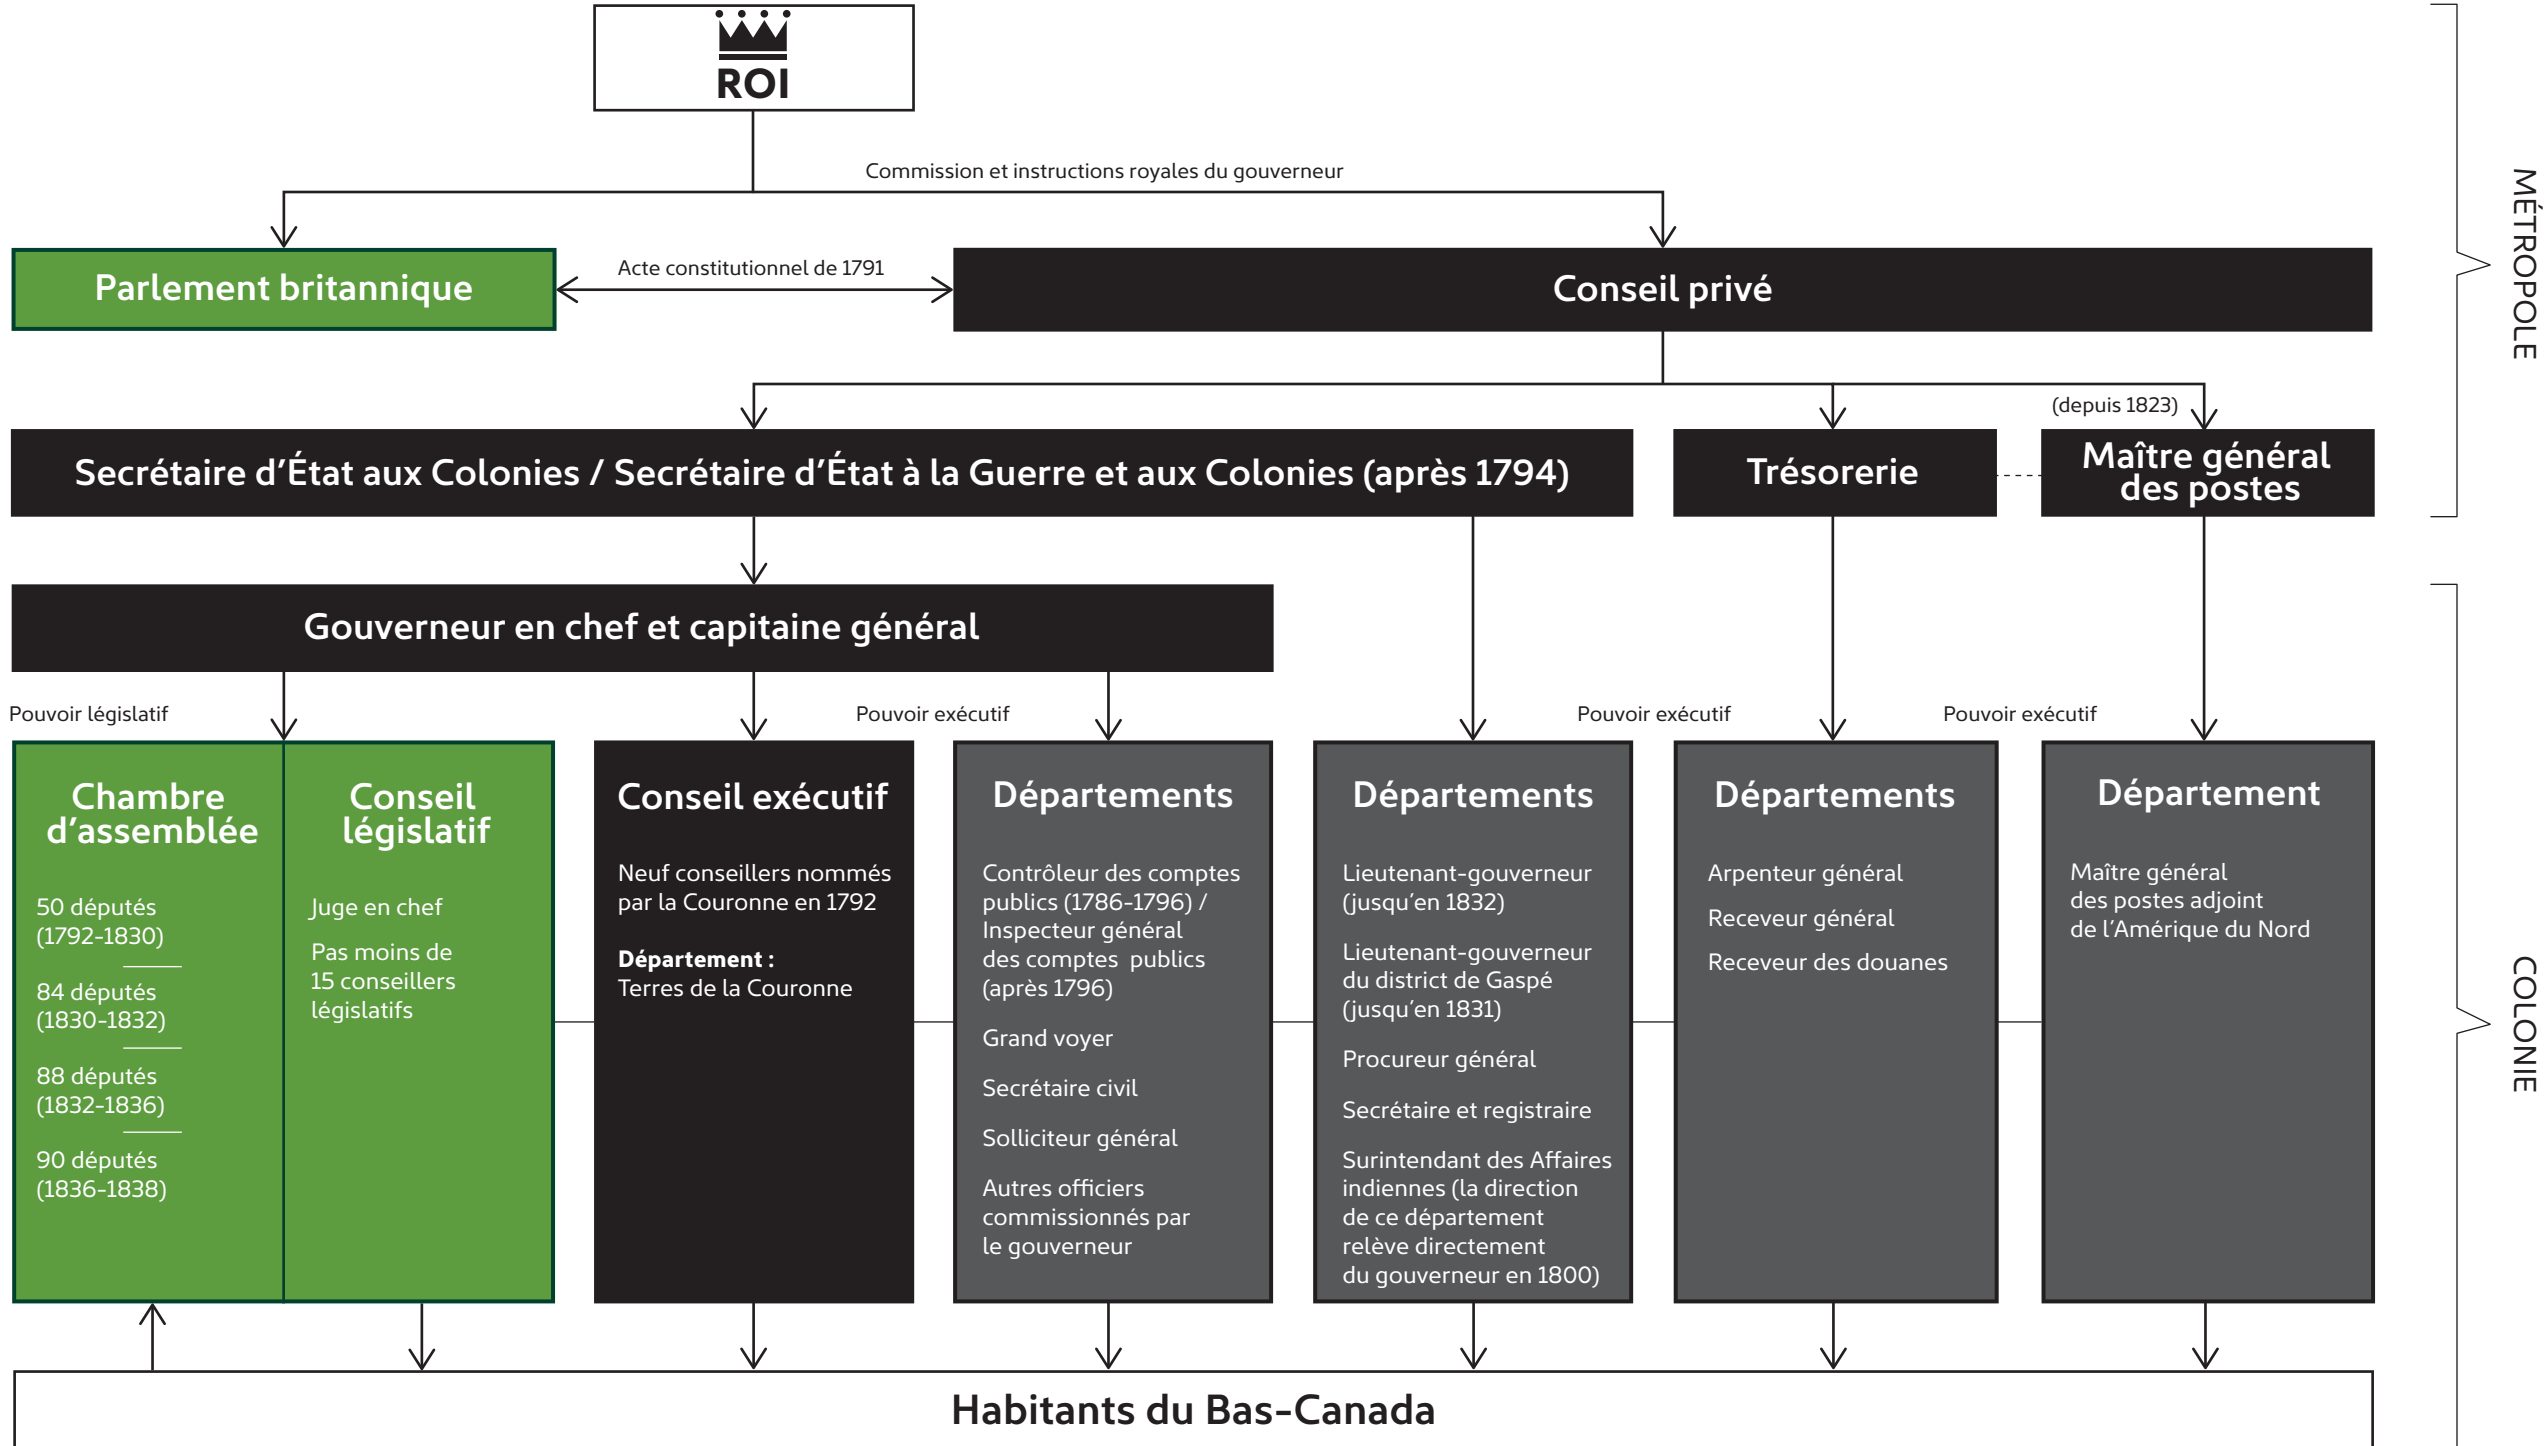 ROI
Commission et instructions royales du gouverneur
Parlement britannique
Acte constitutionnel de 1791
Conseil privé
MÉTROPOLE
(depuis 1823)
Secrétaire d'État aux Colonies / Secrétaire d'État à la Guerre et aux Colonies (après 1794)
Trésorerie
Maître général
des postes
Gouverneur en chef et capitaine général
Pouvoir législatif
Pouvoir exécutif
Pouvoir exécutif
Pouvoir exécutif
Chambre
d'assemblée
50 députés
(1792-1830)
84 députés
(1830-1832)
88 députés
(1832-1836)
90 députés
(1836-1838)
Conseil
législatif
Juge en chef
Pas moins de
15 conseillers
législatifs
Conseil exécutif
Neuf conseillers nommés
par la Couronne en 1792
Département :
Terres de la Couronne
Départements
Contrôleur des comptes
publics (1786-1796) /
Inspecteur général
des comptes publics
(après 1796)
Grand voyer
Secrétaire civil
Solliciteur général
Autres officiers
commissionnés par
le gouverneur
Départements
Lieutenant-gouverneur
(jusqu'en 1832)
Lieutenant-gouverneur
du district de Gaspé
(jusqu'en 1831)
Procureur général
Secrétaire et registraire
Surintendant des Affaires
indiennes (la direction
de ce département
relève directement
du gouverneur en 1800)
Départements
Arpenteur général
Receveur général
Receveur des douanes
Département
Maître général
des postes adjoint
de l'Amérique du Nord
COLONIE
Habitants du Bas-Canada